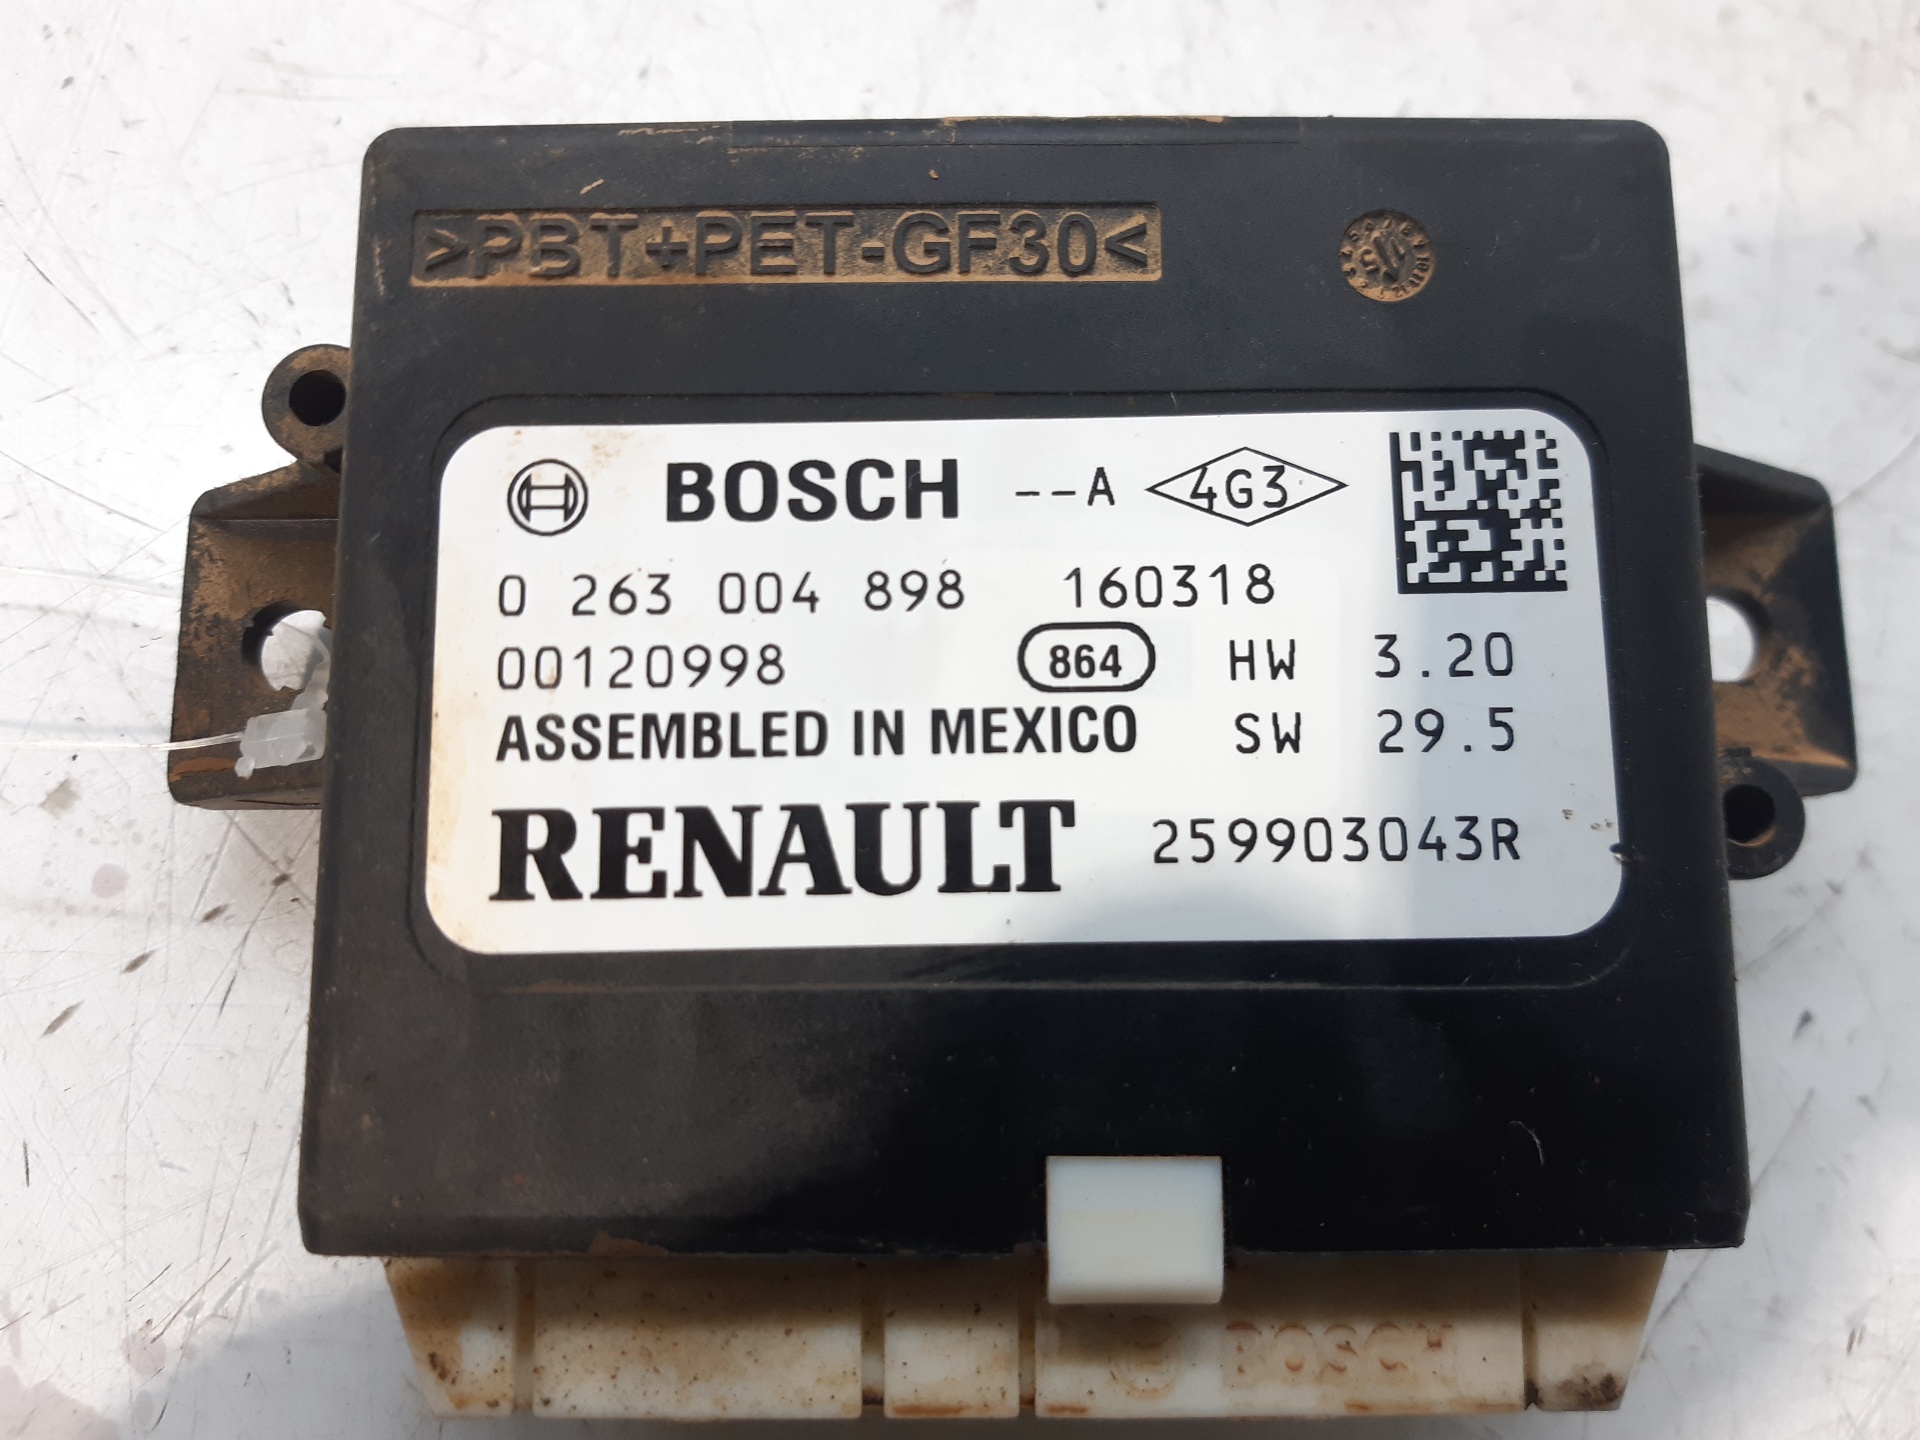 >PBT+PET-GF30<
BOSCH --A 4G3
0 263 004 898 160318
00120998 864 HW 3.20
ASSEMBLED IN MEXICO SW 29.5
RENAULT 259903043R
BOSCH